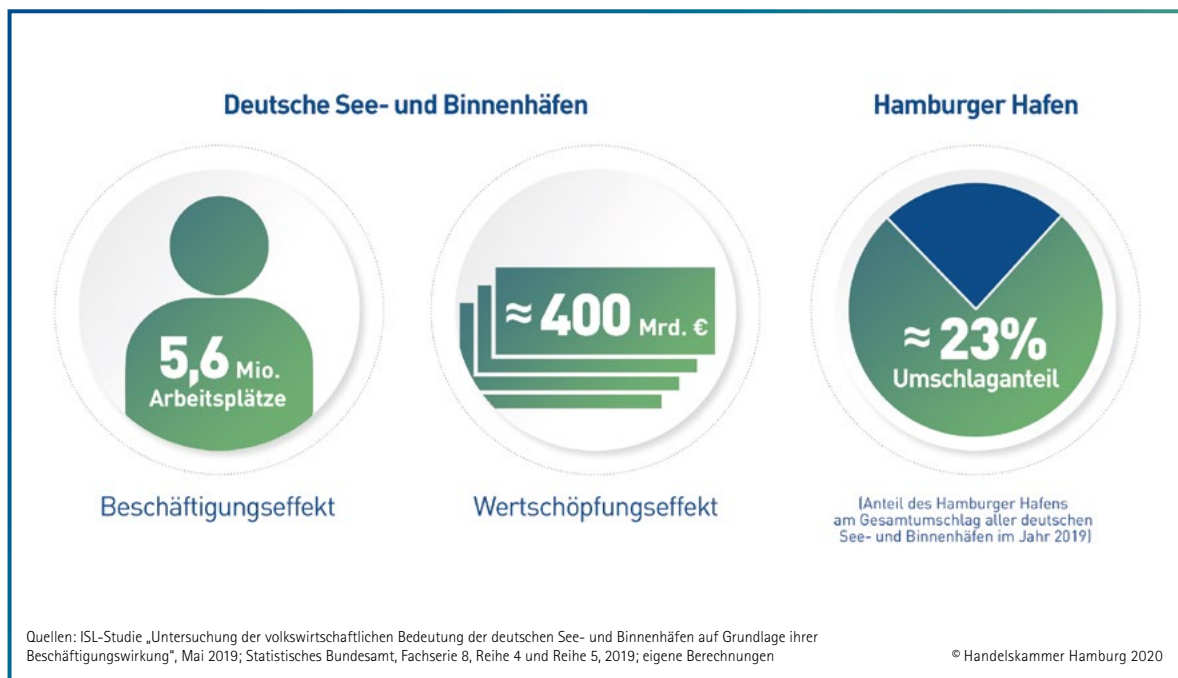 Deutsche See- und Binnenhäfen
Hamburger Hafen
5,6 Mio.
Arbeitsplätze
≈ 400 Mrd. €
≈ 23%
Umschlaganteil
Beschäftigungseffekt
Wertschöpfungseffekt
(Anteil des Hamburger Hafens
am Gesamtumschlag aller deutschen
See- und Binnenhäfen im Jahr 2019)
Quellen: ISL-Studie „Untersuchung der volkswirtschaftlichen Bedeutung der deutschen See- und Binnenhäfen auf Grundlage ihrer
Beschäftigungswirkung“, Mai 2019; Statistisches Bundesamt, Fachserie 8, Reihe 4 und Reihe 5, 2019; eigene Berechnungen
© Handelskammer Hamburg 2020